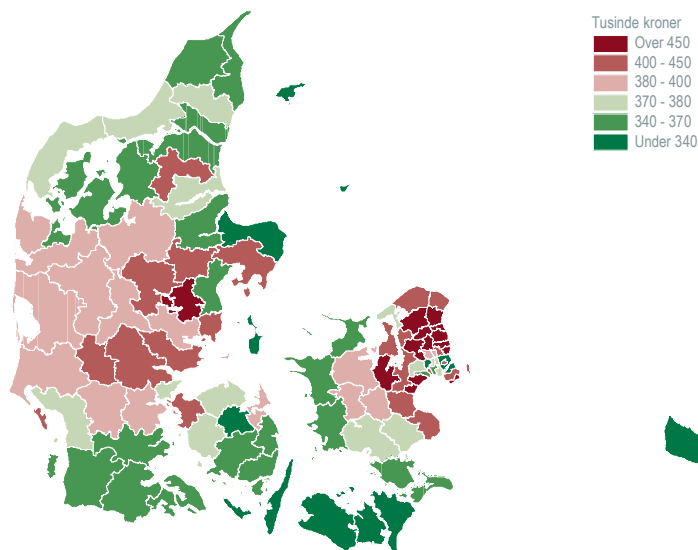 Tusinde kroner
Over 450
400 - 450
380 - 400
370 - 380
340 - 370
Under 340